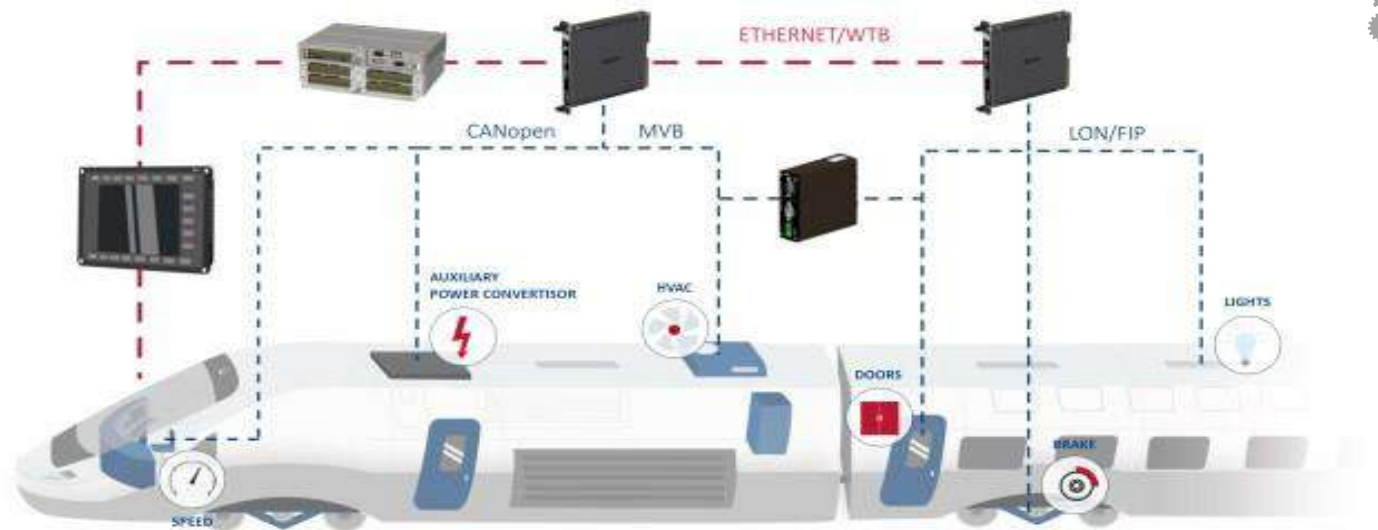 ETHERNET/WTB
CANopen
MVB
LON/FIP
AUXILIARY
POWER CONVERTISOR
HVAC
LIGHTS
DOORS
BRAKE
SPEED